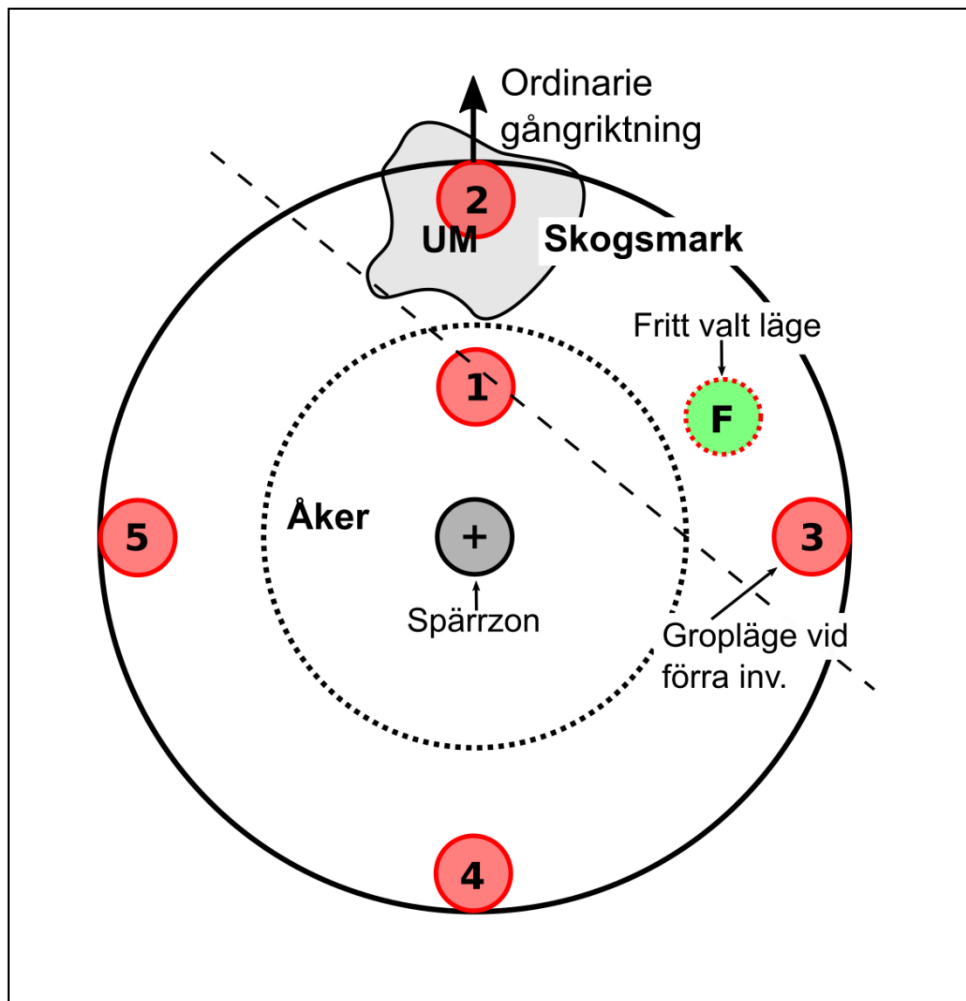 Ordinarie
gångriktning
2
UM
Skogsmark
Fritt valt läge
1
F
Åker
5
+
3
Spärrzon
Gropläge vid
förra inv.
4